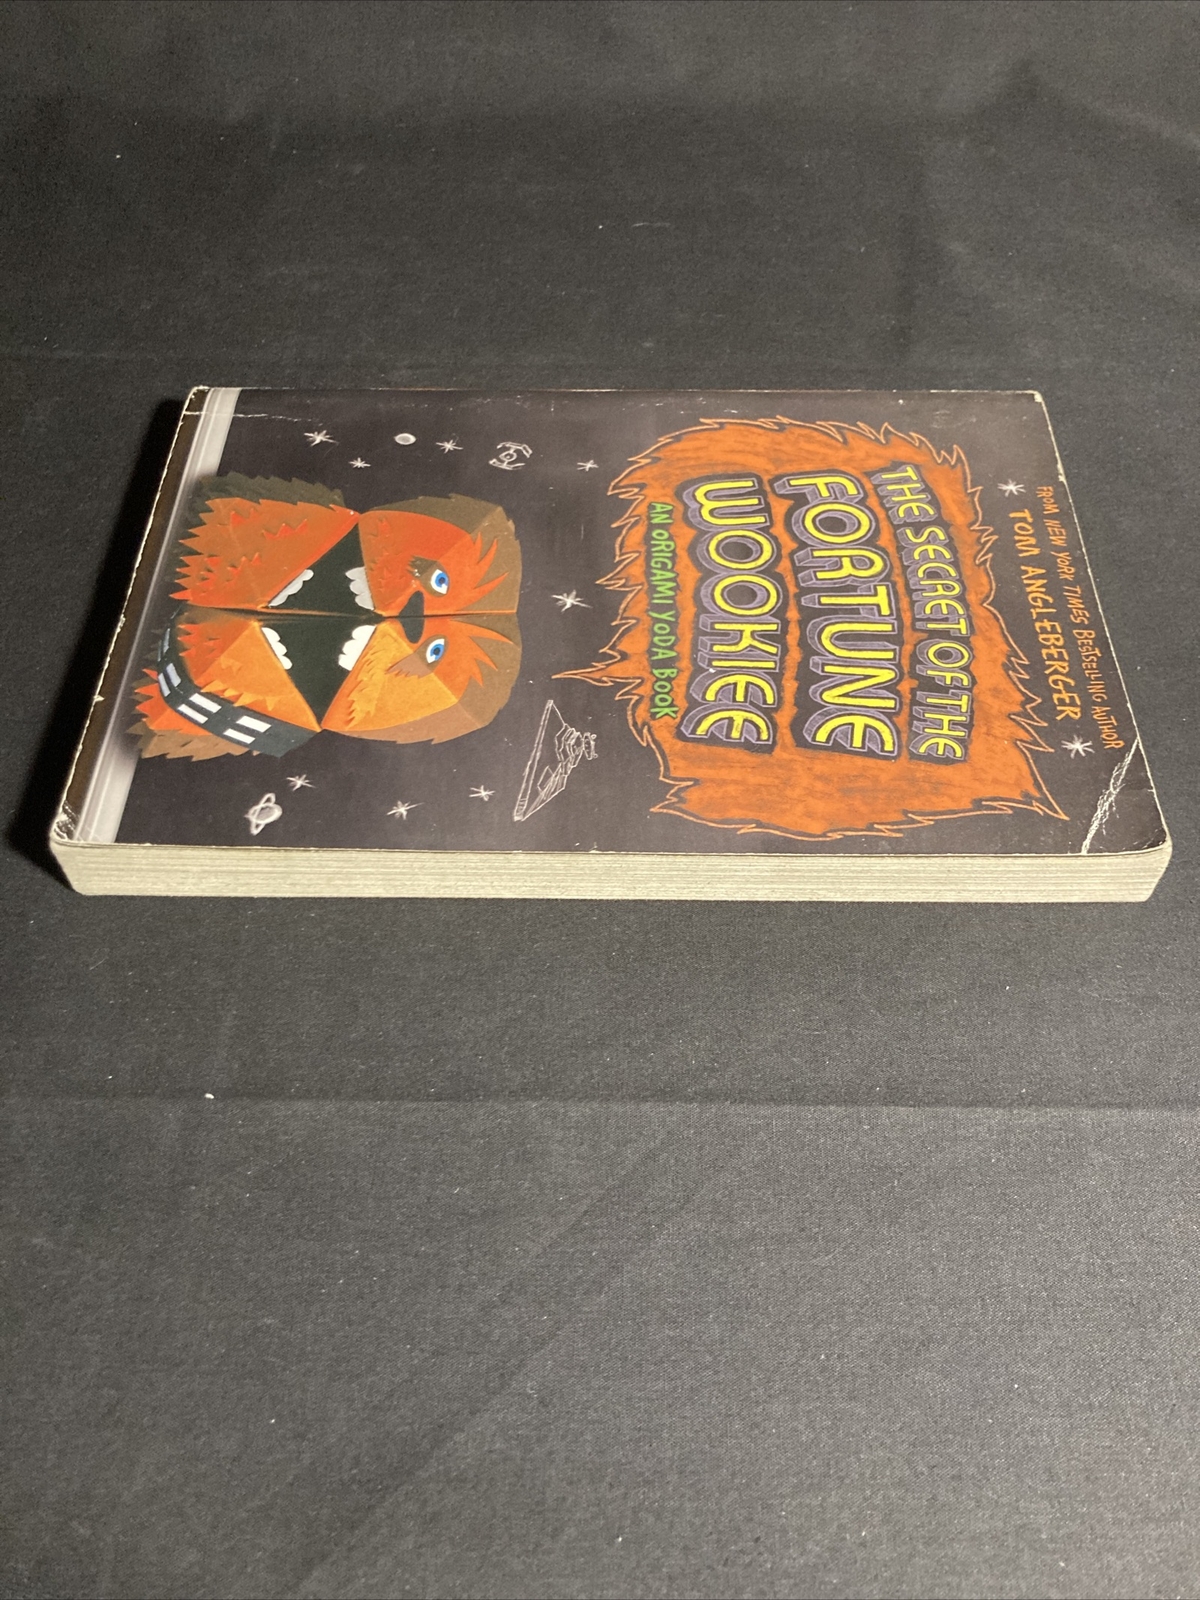 FROM NEW YORK TIMES BESTSELLING AUTHOR
TOM ANGLEBERGER
THE SECRET OF THE
FORTUNE
WOOKIEE
AN ORIGAMI YODA BOOK